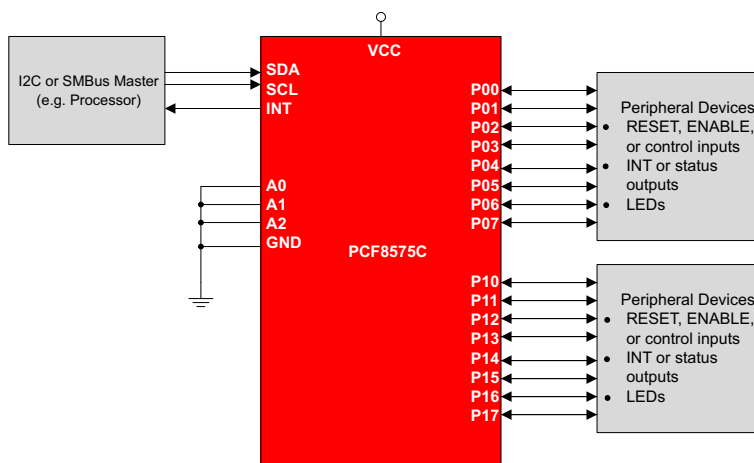 VCC
I2C or SMBus Master
(e.g. Processor)
SDA
SCL
INT
A0
A1
A2
GND
PCF8575C
P00
P01
P02
P03
P04
P05
P06
P07
Peripheral Devices
• RESET, ENABLE,
or control inputs
• INT or status
outputs
• LEDs
P10
P11
P12
P13
P14
P15
P16
P17
Peripheral Devices
• RESET, ENABLE,
or control inputs
• INT or status
outputs
• LEDs